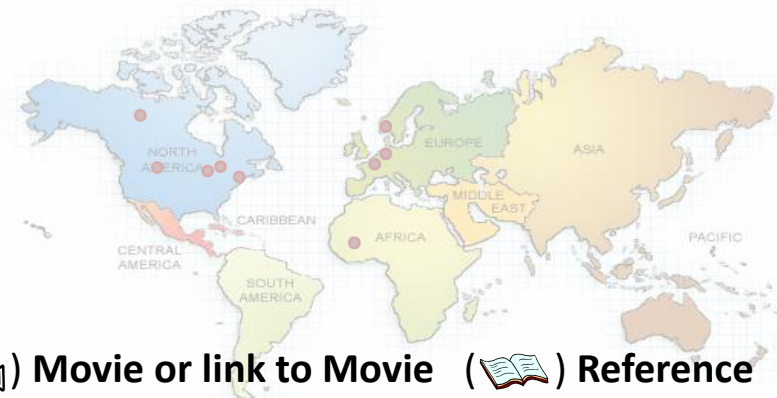 NORTH
AMERICA
EUROPE
ASIA
MIDDLE
EAST
CARIBBEAN
AFRICA
PACIFIC
CENTRAL
AMERICA
SOUTH
AMERICA
) Movie or link to Movie ( ) Reference